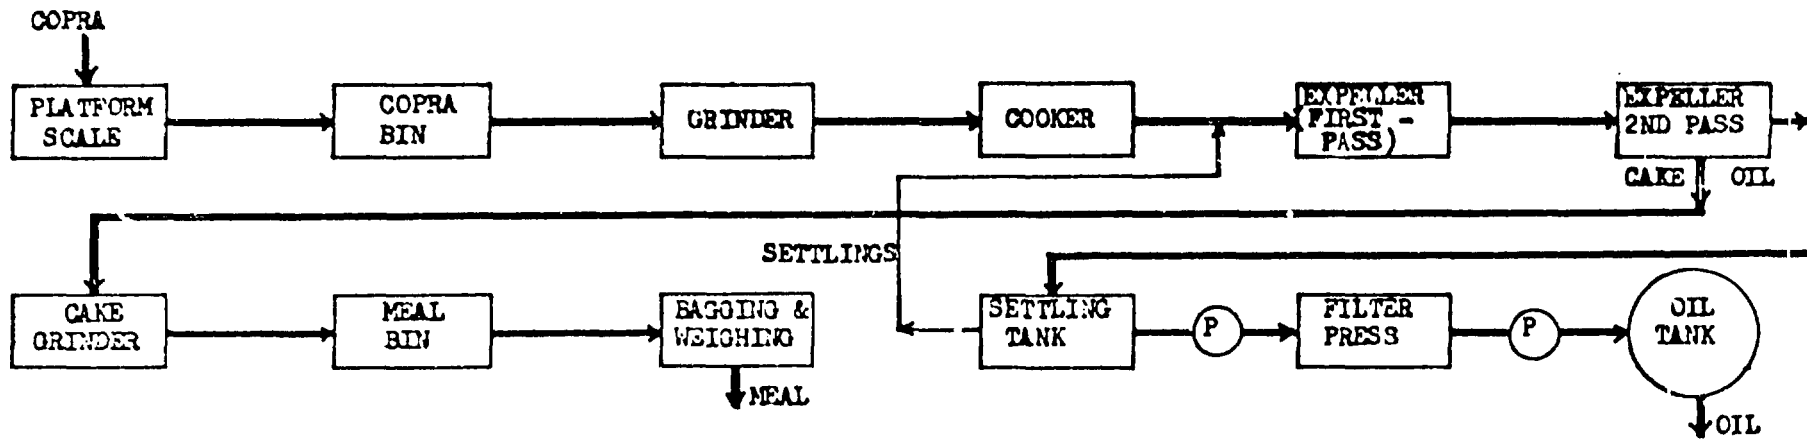 COPRA
PLATFORM
SCALE
COPRA
BIN
GRINDER
COOKER
EXPELLER
FIRST -
PASS)
EXPELLER
2ND PASS
CAKE
OIL
SETTLINGS
CAKE
GRINDER
MEAL
BIN
BAGGING &
WEIGHING
MEAL
SETTLING
TANK
P
FILTER
PRESS
P
OIL
TANK
OIL